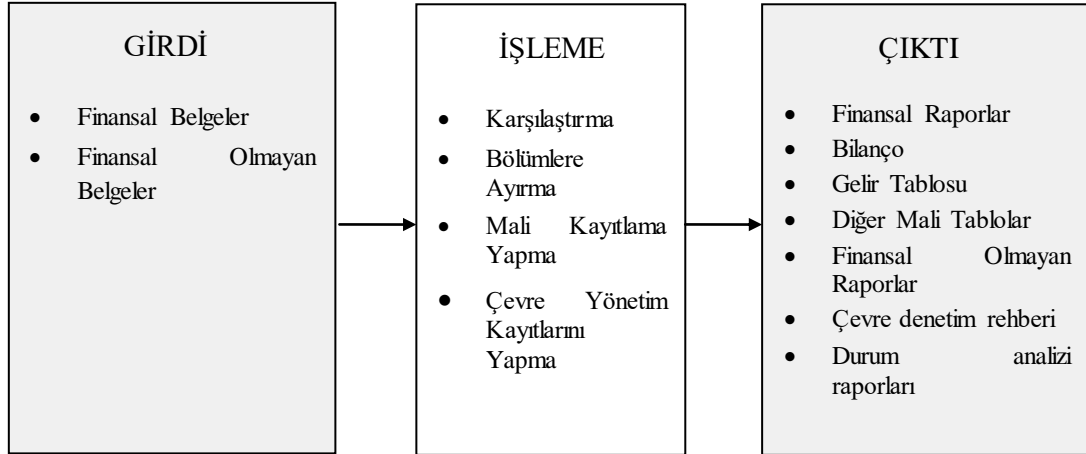 GİRDİ
• Finansal Belgeler
• Finansal Olmayan
Belgeler
İŞLEME
• Karşılaştırma
• Bölümlere
Ayırma
• Mali Kayıtlama
Yapma
• Çevre Yönetim
Kayıtlarını
Yapma
ÇIKTI
• Finansal Raporlar
• Bilanço
• Gelir Tablosu
• Diğer Mali Tablolar
• Finansal Olmayan
Raporlar
• Çevre denetim rehberi
• Durum analizi
raporları